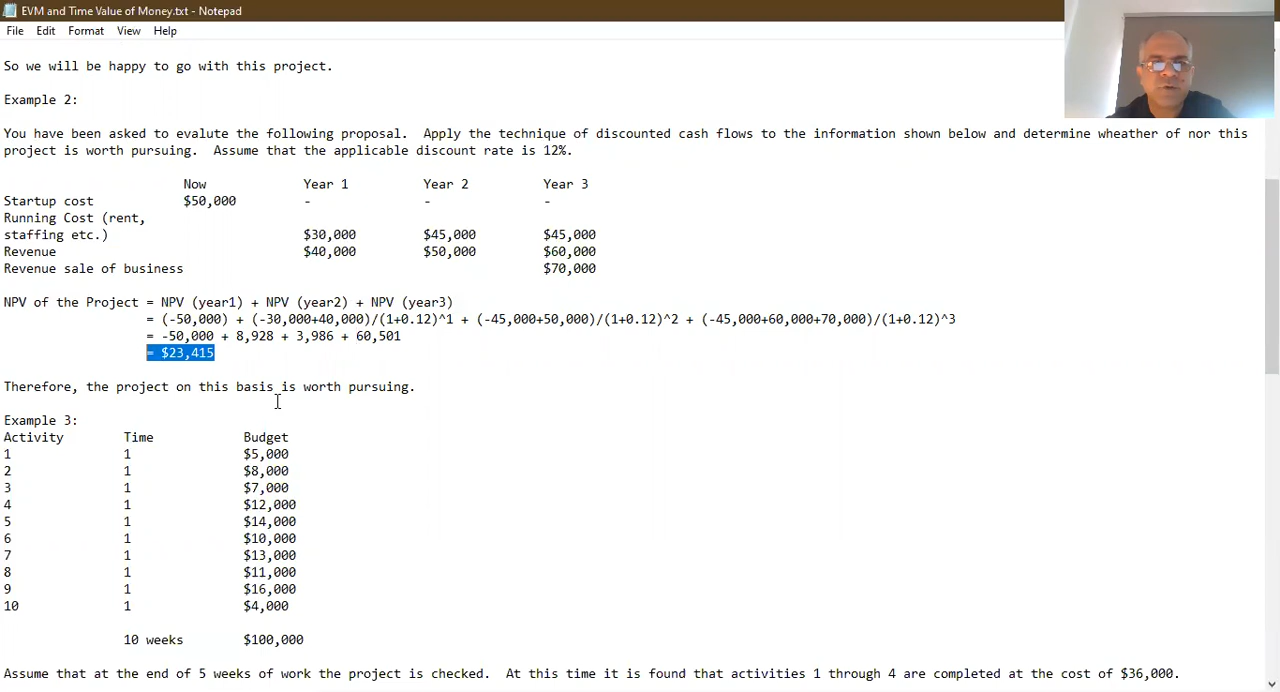 EVM and Time Value of Money.txt - Notepad
File Edit Format View Help
So we will be happy to go with this project.
Example 2:
You have been asked to evalute the following proposal.  Apply the technique of discounted cash flows to the information shown below and determine wheather of nor this
project is worth pursuing.  Assume that the applicable discount rate is 12%.
Now Year 1 Year 2 Year 3
Startup cost $50,000 - - -
Running Cost (rent,
staffing etc.) $30,000 $45,000 $45,000
Revenue $40,000 $50,000 $60,000
Revenue sale of business $70,000
NPV of the Project = NPV (year1) + NPV (year2) + NPV (year3)
= (-50,000) + (-30,000+40,000)/(1+0.12)^1 + (-45,000+50,000)/(1+0.12)^2 + (-45,000+60,000+70,000)/(1+0.12)^3
= -50,000 + 8,928 + 3,986 + 60,501
= $23,415
Therefore, the project on this basis is worth pursuing.
Example 3:
Activity Time Budget
1 1 $5,000
2 1 $8,000
3 1 $7,000
4 1 $12,000
5 1 $14,000
6 1 $10,000
7 1 $13,000
8 1 $11,000
9 1 $16,000
10 1 $4,000
10 weeks $100,000
Assume that at the end of 5 weeks of work the project is checked.  At this time it is found that activities 1 through 4 are completed at the cost of $36,000.